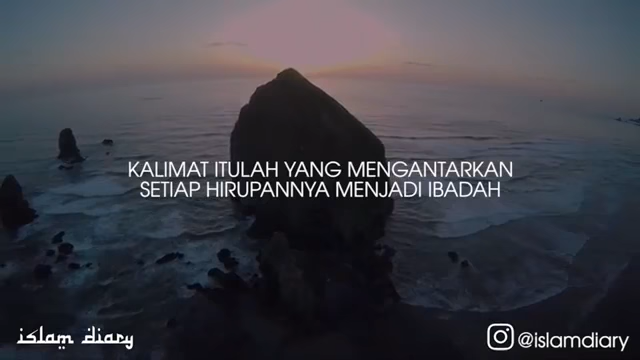 KALIMAT ITULAH YANG MENGANTARKAN
SETIAP HIRUPANNYA MENJADI IBADAH
islam diary
@islamdiary